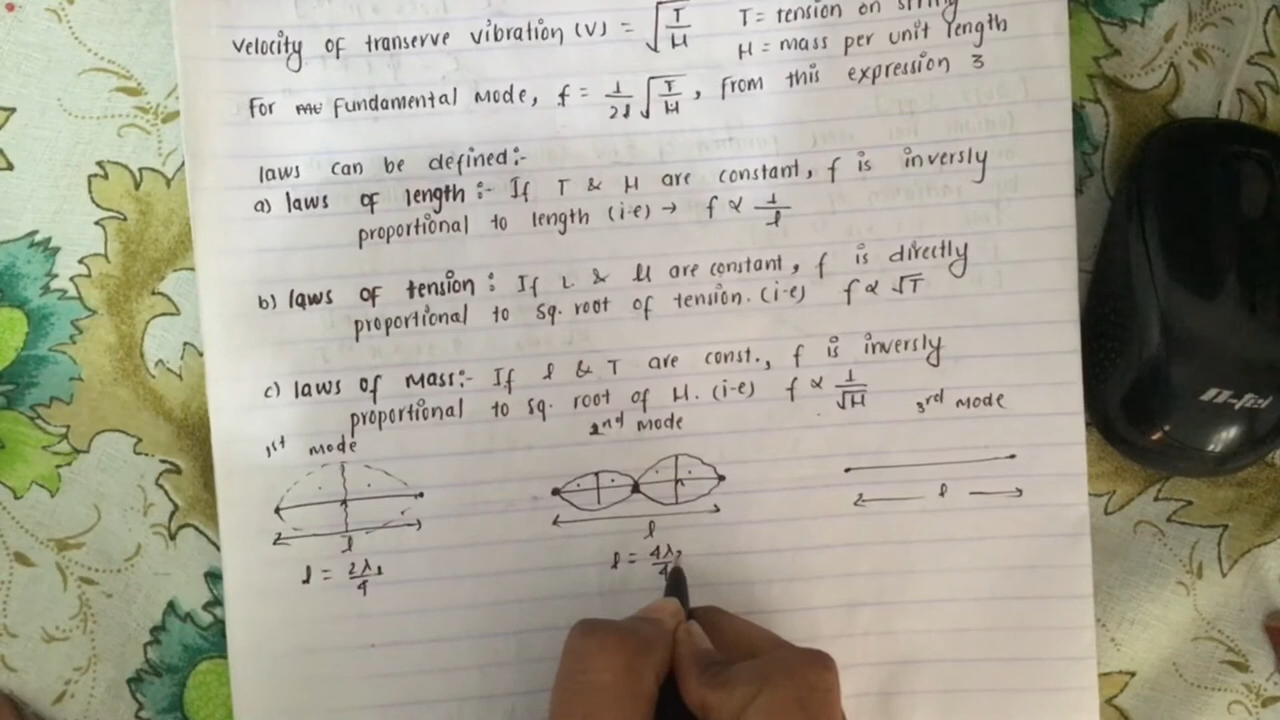 velocity of transerve vibration (v) = √T/μ T = tension on string
μ = mass per unit length
For fundamental mode, f = 1/2l √T/μ, from this expression 3
laws can be defined:-
a) laws of length :- If T & μ are constant, f is inversly
proportional to length (i-e) → f ∝ 1/l
b) laws of tension : If L & μ are constant, f is directly
proportional to sq. root of tension. (i-e) f ∝ √T
c) laws of Mass:- If l & T are const., f is inversly
proportional to sq. root of μ. (i-e) f ∝ 1/√μ
1st mode 2nd mode 3rd mode
l l l
l = 2λ1/4 l = 4λ2/4